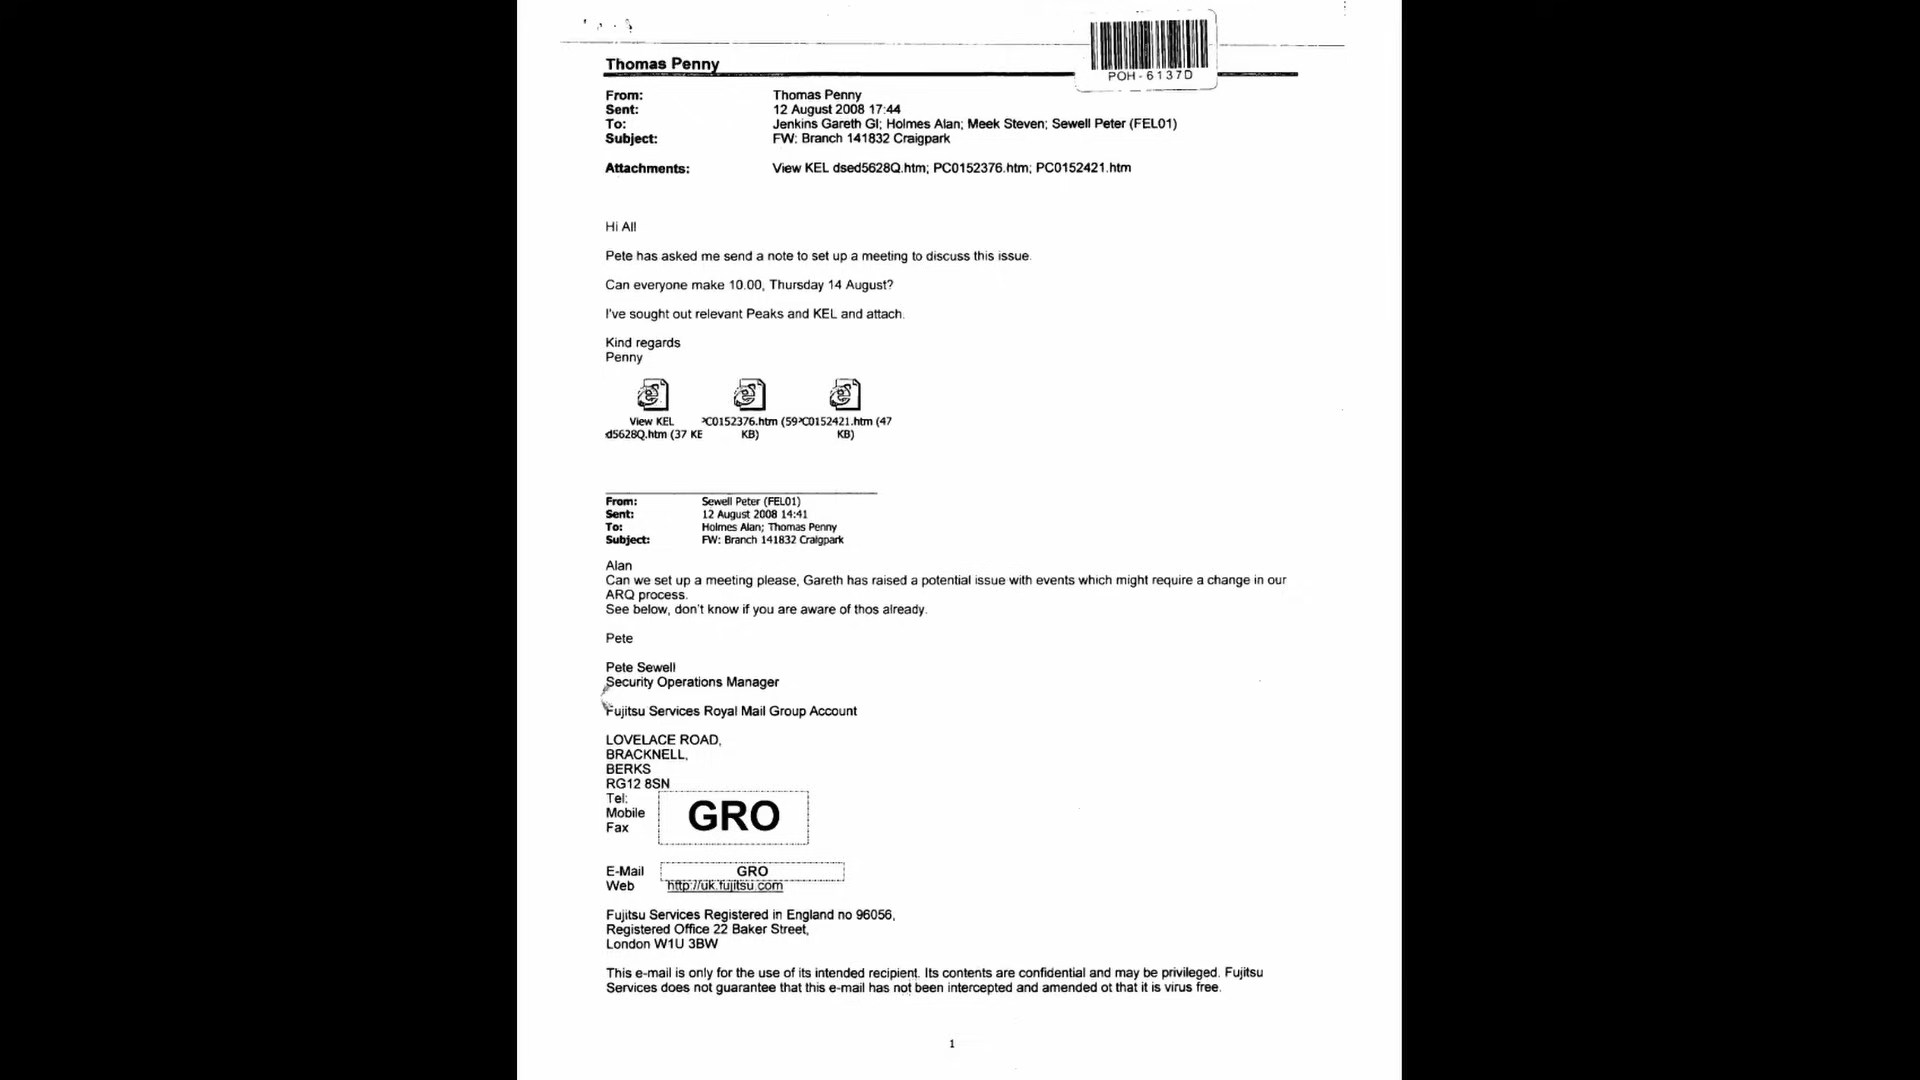 POH-6137D
Thomas Penny
From: Thomas Penny
Sent: 12 August 2008 17:44
To: Jenkins Gareth GI; Holmes Alan; Meek Steven; Sewell Peter (FEL01)
Subject: FW: Branch 141832 Craigpark
Attachments: View KEL dsed5628Q.htm; PC0152376.htm; PC0152421.htm
Hi All
Pete has asked me send a note to set up a meeting to discuss this issue.
Can everyone make 10.00, Thursday 14 August?
I've sought out relevant Peaks and KEL and attach.
Kind regards
Penny
View KEL C0152376.htm (59 C0152421.htm (47
d5628Q.htm (37 KE KB) KB)
From: Sewell Peter (FEL01)
Sent: 12 August 2008 14:41
To: Holmes Alan; Thomas Penny
Subject: FW: Branch 141832 Craigpark
Alan
Can we set up a meeting please, Gareth has raised a potential issue with events which might require a change in our
ARQ process.
See below, don't know if you are aware of thos already.
Pete
Pete Sewell
Security Operations Manager
Fujitsu Services Royal Mail Group Account
LOVELACE ROAD,
BRACKNELL,
BERKS
RG12 8SN
Tel:
Mobile GRO
Fax
E-Mail GRO
Web http://uk.fujitsu.com
Fujitsu Services Registered in England no 96056,
Registered Office 22 Baker Street,
London W1U 3BW
This e-mail is only for the use of its intended recipient. Its contents are confidential and may be privileged. Fujitsu
Services does not guarantee that this e-mail has not been intercepted and amended ot that it is virus free.
1